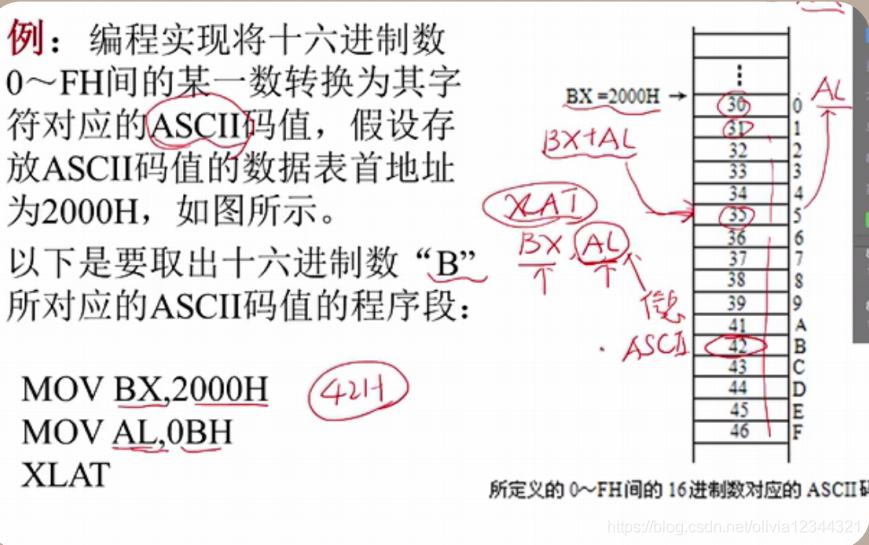 例：编程实现将十六进制数
0～FH间的某一数转换为其字
符对应的ASCII码值，假设存
放ASCII码值的数据表首地址
为2000H，如图所示。
以下是要取出十六进制数“B”
所对应的ASCII码值的程序段：
MOV BX,2000H
MOV AL,0BH
XLAT
42H
BX =2000H
BX+AL
XLAT
BX, AL
ASCII
AL
⋮
30 0
31 1
32 2
33 3
34 4
35 5
36 6
37 7
38 8
39 9
41 A
42 B
43 C
44 D
45 E
46 F
所定义的 0～FH间的 16进制数对应的 ASCII码
https://blog.csdn.net/olivia12344321